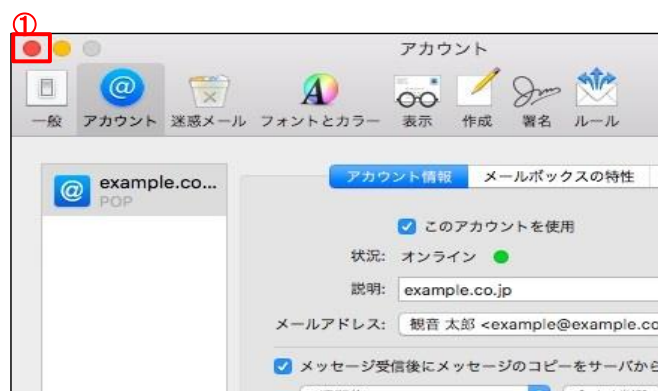 ①
アカウント
一般 アカウント 迷惑メール フォントとカラー 表示 作成 署名 ルール
example.co...
POP
アカウント情報 メールボックスの特性
このアカウントを使用
状況: オンライン
説明: example.co.jp
メールアドレス: 観音 太郎 <example@example.co
メッセージ受信後にメッセージのコピーをサーバから